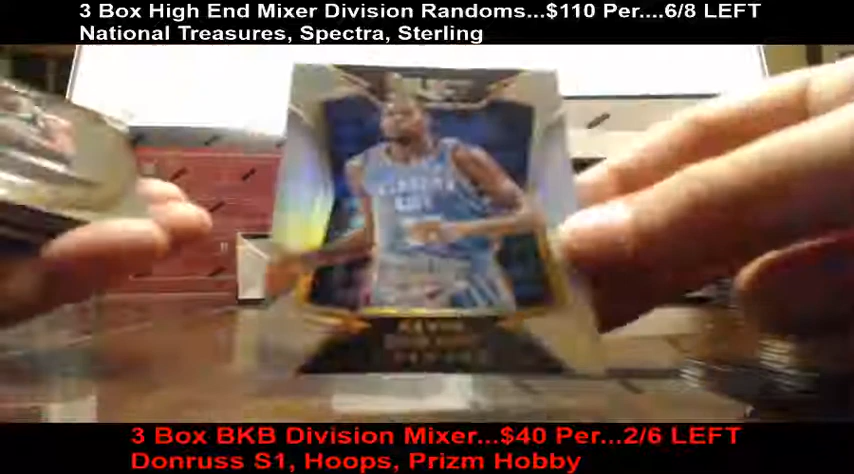 3 Box High End Mixer Division Randoms...$110 Per....6/8 LEFT
National Treasures, Spectra, Sterling
KEVIN
3 Box BKB Division Mixer...$40 Per...2/6 LEFT
Donruss S1, Hoops, Prizm Hobby